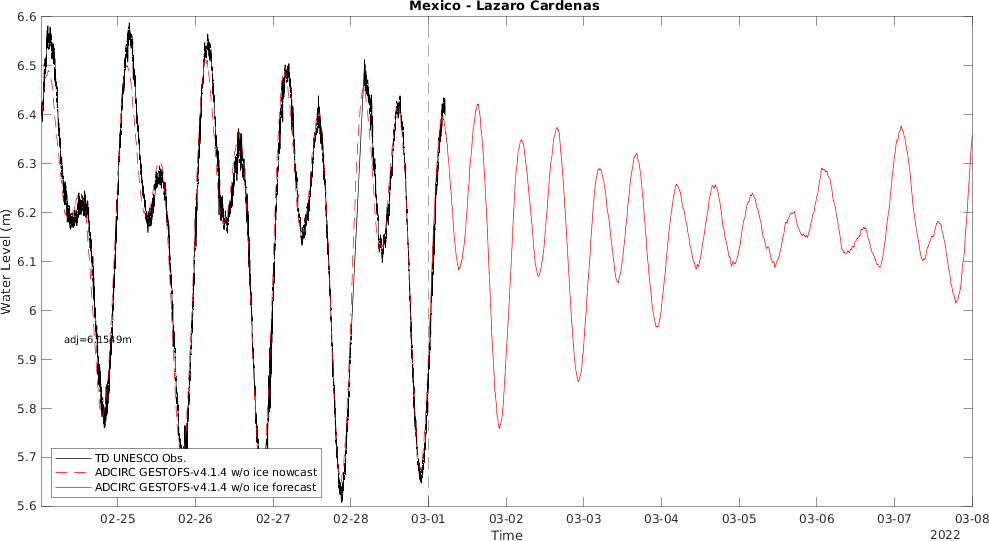 Mexico - Lazaro Cardenas
6.6
6.5
6.4
6.3
6.2
6.1
6
5.9
5.8
5.7
5.6
Water Level (m)
adj=6.1549m
TD UNESCO Obs.
ADCIRC GESTOFS-v4.1.4 w/o ice nowcast
ADCIRC GESTOFS-v4.1.4 w/o ice forecast
02-25 02-26 02-27 02-28 03-01 03-02 03-03 03-04 03-05 03-06 03-07 03-08
Time
2022